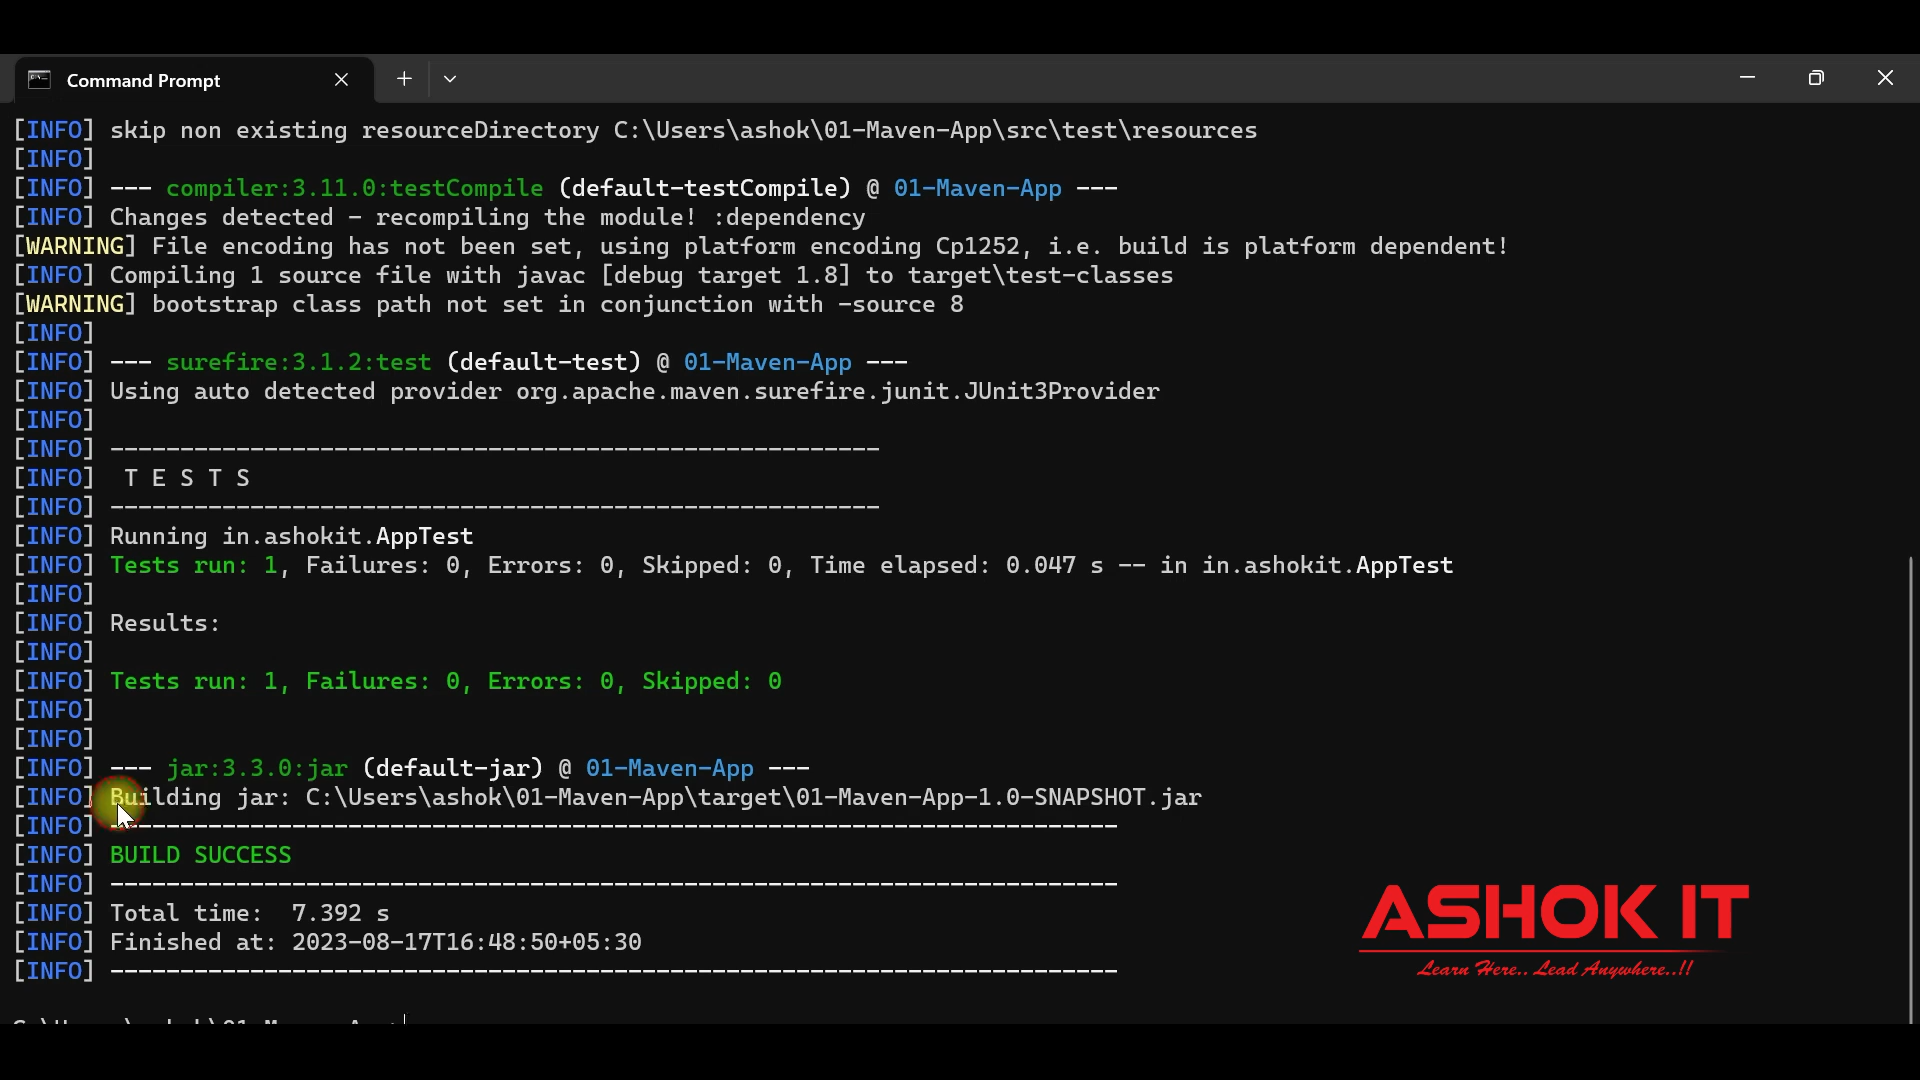 Command Prompt
[INFO] skip non existing resourceDirectory C:\Users\ashok\01-Maven-App\src\test\resources
[INFO]
[INFO] --- compiler:3.11.0:testCompile (default-testCompile) @ 01-Maven-App ---
[INFO] Changes detected - recompiling the module! :dependency
[WARNING] File encoding has not been set, using platform encoding Cp1252, i.e. build is platform dependent!
[INFO] Compiling 1 source file with javac [debug target 1.8] to target\test-classes
[WARNING] bootstrap class path not set in conjunction with -source 8
[INFO]
[INFO] --- surefire:3.1.2:test (default-test) @ 01-Maven-App ---
[INFO] Using auto detected provider org.apache.maven.surefire.junit.JUnit3Provider
[INFO]
[INFO] -------------------------------------------------------
[INFO]  T E S T S
[INFO] -------------------------------------------------------
[INFO] Running in.ashokit.AppTest
[INFO] Tests run: 1, Failures: 0, Errors: 0, Skipped: 0, Time elapsed: 0.047 s -- in in.ashokit.AppTest
[INFO]
[INFO] Results:
[INFO]
[INFO] Tests run: 1, Failures: 0, Errors: 0, Skipped: 0
[INFO]
[INFO]
[INFO] --- jar:3.3.0:jar (default-jar) @ 01-Maven-App ---
[INFO] Building jar: C:\Users\ashok\01-Maven-App\target\01-Maven-App-1.0-SNAPSHOT.jar
[INFO] ------------------------------------------------------------------------
[INFO] BUILD SUCCESS
[INFO] ------------------------------------------------------------------------
[INFO] Total time:  7.392 s
[INFO] Finished at: 2023-08-17T16:48:50+05:30
[INFO] ------------------------------------------------------------------------
ASHOK IT
Learn Here.. Lead Anywhere..!!